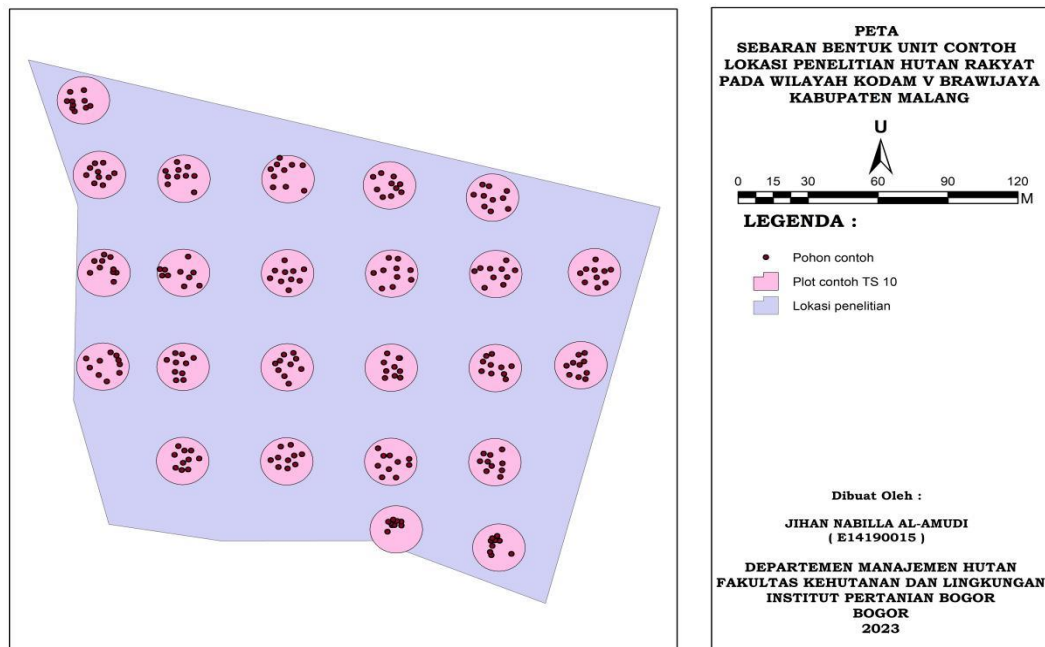 PETA
SEBARAN BENTUK UNIT CONTOH
LOKASI PENELITIAN HUTAN RAKYAT
PADA WILAYAH KODAM V BRAWIJAYA
KABUPATEN MALANG
U
0 15 30 60 90 120
M
LEGENDA :
Pohon contoh
Plot contoh TS 10
Lokasi penelitian
Dibuat Oleh :
JIHAN NABILLA AL-AMUDI
( E14190015 )
DEPARTEMEN MANAJEMEN HUTAN
FAKULTAS KEHUTANAN DAN LINGKUNGAN
INSTITUT PERTANIAN BOGOR
BOGOR
2023